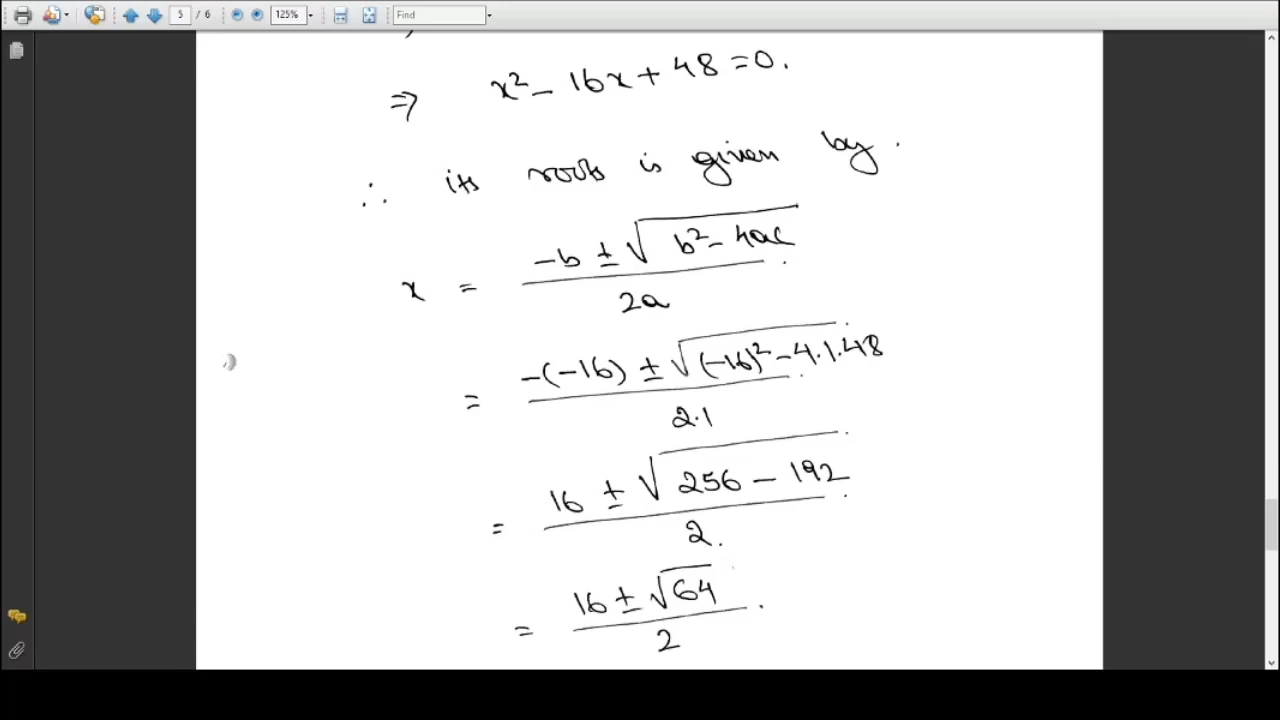 5 / 6 125% Find
⇒ x² - 16x + 48 = 0.
∴ its roots is given by.
x = (-b ± √(b² - 4ac)) / 2a
= (-(-16) ± √((-16)² - 4.1.48)) / 2.1
= (16 ± √(256 - 192)) / 2.
= (16 ± √64) / 2